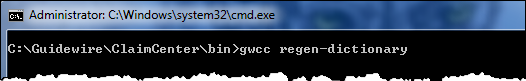 Administrator: C:\Windows\system32\cmd.exe
C:\Guidewire\ClaimCenter\bin>gwcc regen-dictionary